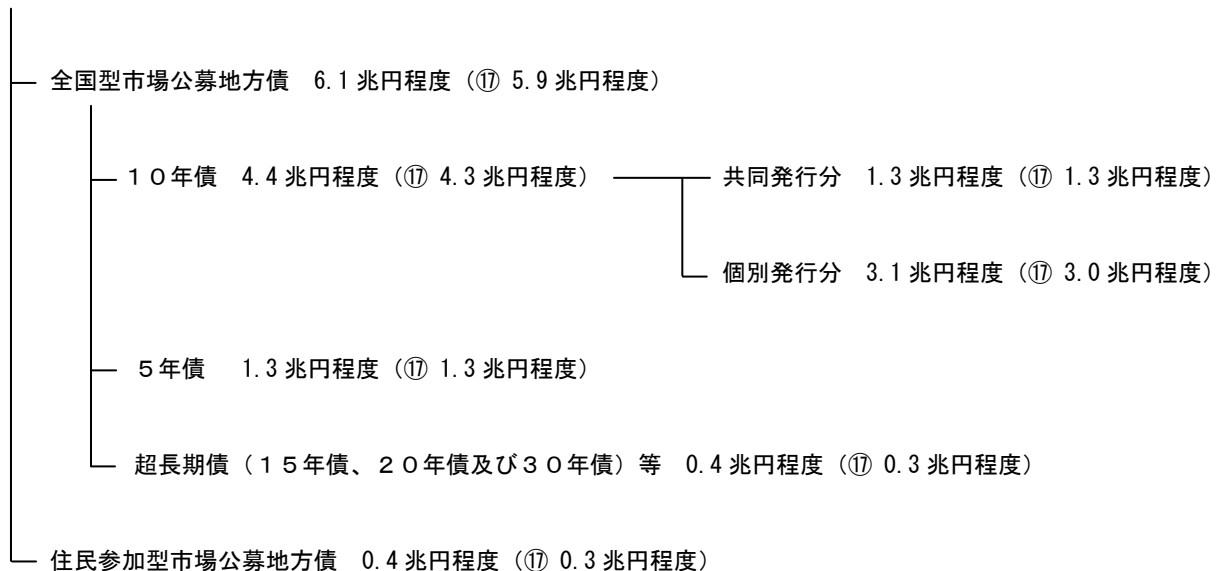 全国型市場公募地方債　6.1 兆円程度（⑰ 5.9 兆円程度）
１０年債　4.4 兆円程度（⑰ 4.3 兆円程度）
共同発行分　1.3 兆円程度（⑰ 1.3 兆円程度）
個別発行分　3.1 兆円程度（⑰ 3.0 兆円程度）
５年債　1.3 兆円程度（⑰ 1.3 兆円程度）
超長期債（１５年債、２０年債及び３０年債）等　0.4 兆円程度（⑰ 0.3 兆円程度）
住民参加型市場公募地方債　0.4 兆円程度（⑰ 0.3 兆円程度）